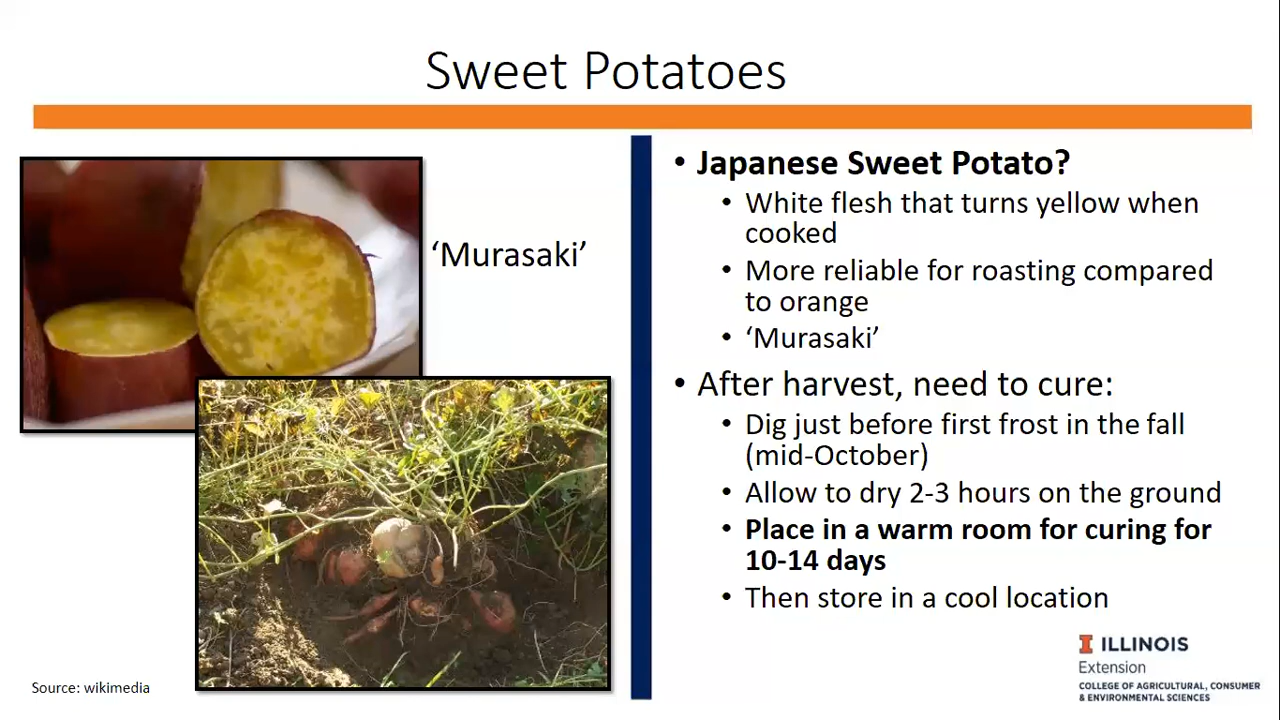 Sweet Potatoes
‘Murasaki’
• Japanese Sweet Potato?
• White flesh that turns yellow when
cooked
• More reliable for roasting compared
to orange
• ‘Murasaki’
• After harvest, need to cure:
• Dig just before first frost in the fall
(mid-October)
• Allow to dry 2-3 hours on the ground
• Place in a warm room for curing for
10-14 days
• Then store in a cool location
Source: wikimedia
I ILLINOIS
Extension
COLLEGE OF AGRICULTURAL, CONSUMER
& ENVIRONMENTAL SCIENCES